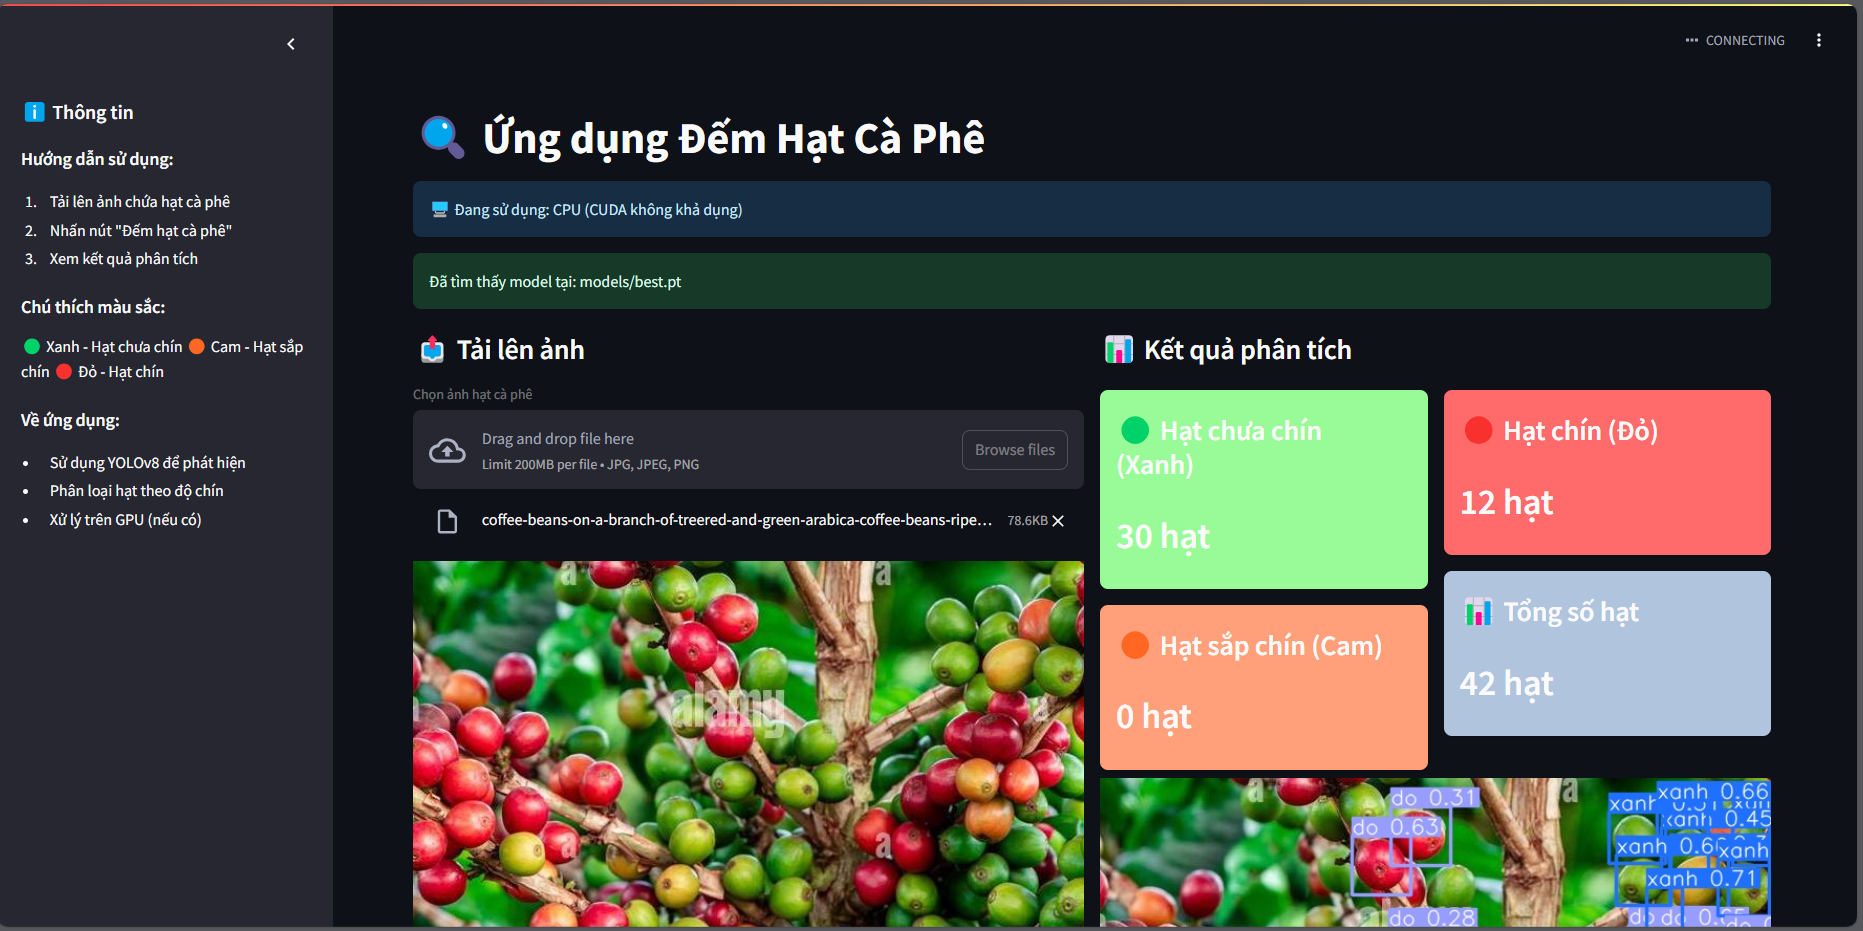 CONNECTING
Thông tin
Hướng dẫn sử dụng:
1. Tải lên ảnh chứa hạt cà phê
2. Nhấn nút "Đếm hạt cà phê"
3. Xem kết quả phân tích
Chú thích màu sắc:
Xanh - Hạt chưa chín Cam - Hạt sắp
chín Đỏ - Hạt chín
Về ứng dụng:
Sử dụng YOLOv8 để phát hiện
Phân loại hạt theo độ chín
Xử lý trên GPU (nếu có)
Ứng dụng Đếm Hạt Cà Phê
Đang sử dụng: CPU (CUDA không khả dụng)
Đã tìm thấy model tại: models/best.pt
Tải lên ảnh
Chọn ảnh hạt cà phê
Drag and drop file here
Limit 200MB per file • JPG, JPEG, PNG
Browse files
coffee-beans-on-a-branch-of-treered-and-green-arabica-coffee-beans-ripe... 78.6KB
a a
alamy
a
a a
Kết quả phân tích
Hạt chưa chín
(Xanh)
30 hạt
Hạt chín (Đỏ)
12 hạt
Hạt sắp chín (Cam)
0 hạt
Tổng số hạt
42 hạt
do 0.31
do 0.63
do 0.28
xanh 0.66
xanh 0.45
xanh
xanh 0.71